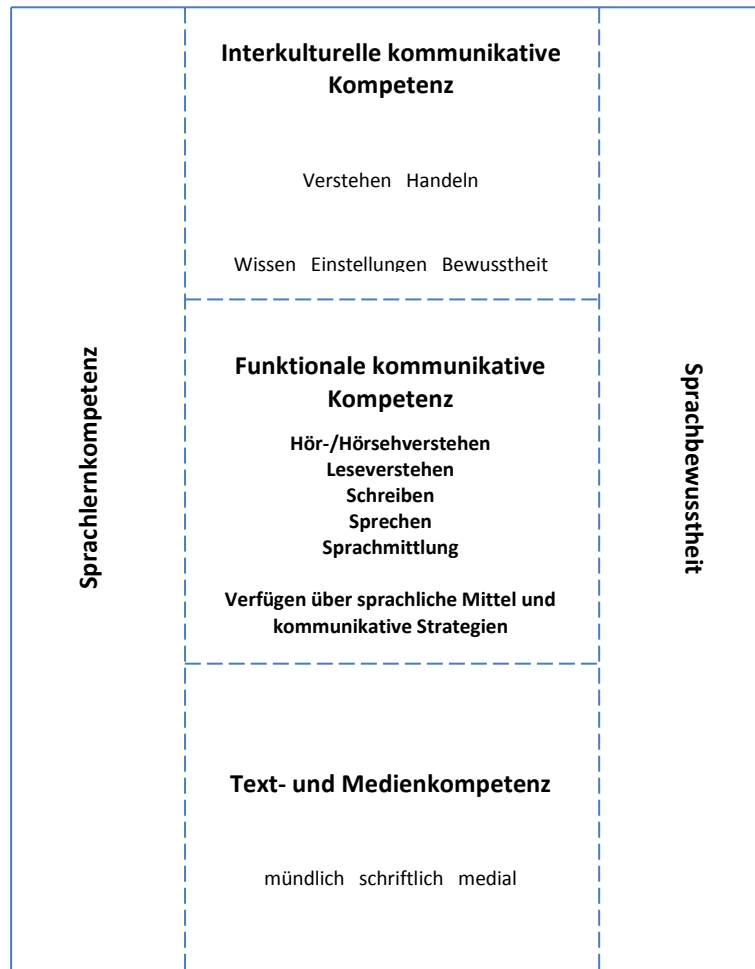 Interkulturelle kommunikative
Kompetenz
Verstehen Handeln
Wissen Einstellungen Bewusstheit
Sprachlernkompetenz
Funktionale kommunikative
Kompetenz
Hör-/Hörsehverstehen
Leseverstehen
Schreiben
Sprechen
Sprachmittlung
Verfügen über sprachliche Mittel und
kommunikative Strategien
Sprachbewusstheit
Text- und Medienkompetenz
mündlich schriftlich medial